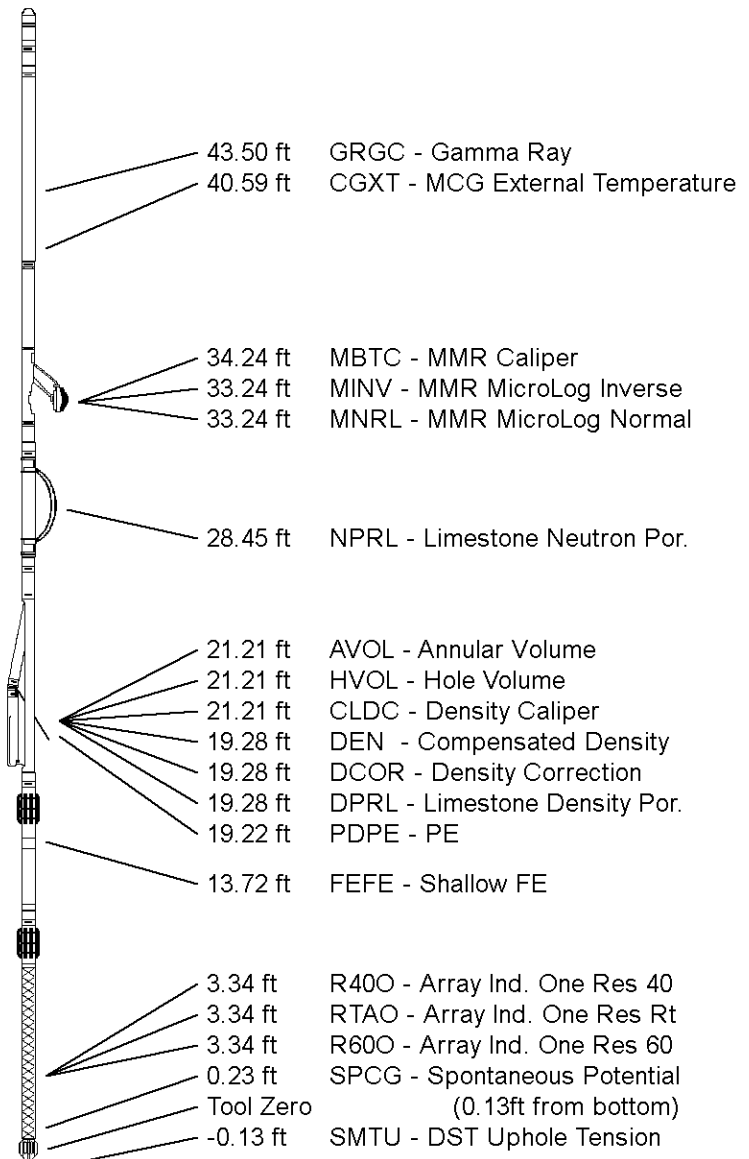 43.50 ft GRGC - Gamma Ray
40.59 ft CGXT - MCG External Temperature
34.24 ft MBTC - MMR Caliper
33.24 ft MINV - MMR MicroLog Inverse
33.24 ft MNRL - MMR MicroLog Normal
28.45 ft NPRL - Limestone Neutron Por.
21.21 ft AVOL - Annular Volume
21.21 ft HVOL - Hole Volume
21.21 ft CLDC - Density Caliper
19.28 ft DEN - Compensated Density
19.28 ft DCOR - Density Correction
19.28 ft DPRL - Limestone Density Por.
19.22 ft PDPE - PE
13.72 ft FEFE - Shallow FE
3.34 ft R40O - Array Ind. One Res 40
3.34 ft RTAO - Array Ind. One Res Rt
3.34 ft R60O - Array Ind. One Res 60
0.23 ft SPCG - Spontaneous Potential
Tool Zero (0.13ft from bottom)
-0.13 ft SMTU - DST Uphole Tension